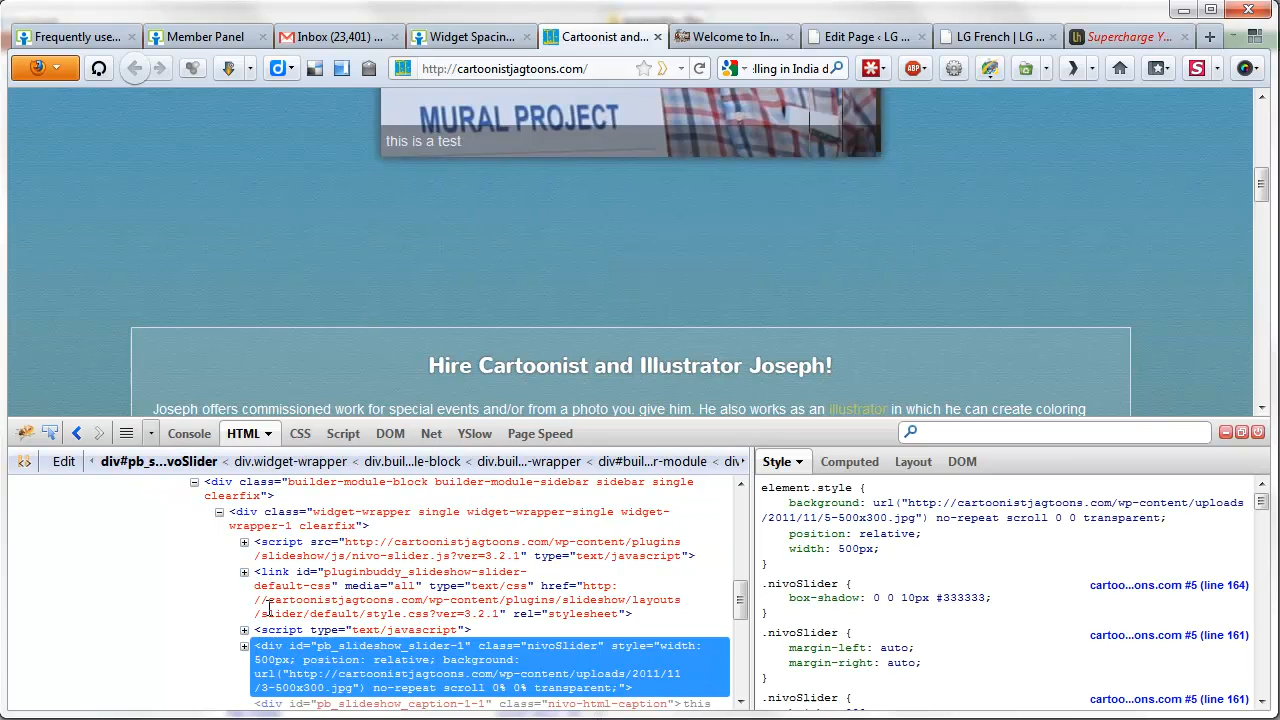 Frequently use...
Member Panel
Inbox (23,401) ...
Widget Spacin...
Cartoonist and...
Welcome to In...
Edit Page ‹ LG ...
LG French | LG ...
Supercharge Y...
http://cartoonistjagtoons.com/
:lling in India d
ABP
MURAL PROJECT
this is a test
Hire Cartoonist and Illustrator Joseph!
Joseph offers commissioned work for special events and/or from a photo you give him. He also works as an illustrator in which he can create coloring
Console
HTML
CSS
Script
DOM
Net
YSlow
Page Speed
Edit
div#pb_s...voSlider
div.widget-wrapper
div.buil...le-block
div.buil...-wrapper
div#buil...r-module
div
<div class="builder-module-block builder-module-sidebar sidebar single
clearfix">
<div class="widget-wrapper single widget-wrapper-single widget-
wrapper-1 clearfix">
<script src="http://cartoonistjagtoons.com/wp-content/plugins
/slideshow/js/nivo-slider.js?ver=3.2.1" type="text/javascript">
<link id="pluginbuddy_slideshow-slider-
default-css" media="all" type="text/css" href="http:
//cartoonistjagtoons.com/wp-content/plugins/slideshow/layouts
/slider/default/style.css?ver=3.2.1" rel="stylesheet">
<script type="text/javascript">
<div id="pb_slideshow_slider-1" class="nivoSlider" style="width:
500px; position: relative; background:
url("http://cartoonistjagtoons.com/wp-content/uploads/2011/11
/3-500x300.jpg") no-repeat scroll 0% 0% transparent;">
<div id="pb_slideshow_caption-1-1" class="nivo-html-caption">this
Style
Computed
Layout
DOM
element.style {
background: url("http://cartoonistjagtoons.com/wp-content/uploads
/2011/11/5-500x300.jpg") no-repeat scroll 0 0 transparent;
position: relative;
width: 500px;
}
.nivoSlider {
cartoo...ons.com #5 (line 164)
box-shadow: 0 0 10px #333333;
}
.nivoSlider {
cartoo...ons.com #5 (line 161)
margin-left: auto;
margin-right: auto;
}
.nivoSlider {
cartoo...ons.com #5 (line 161)